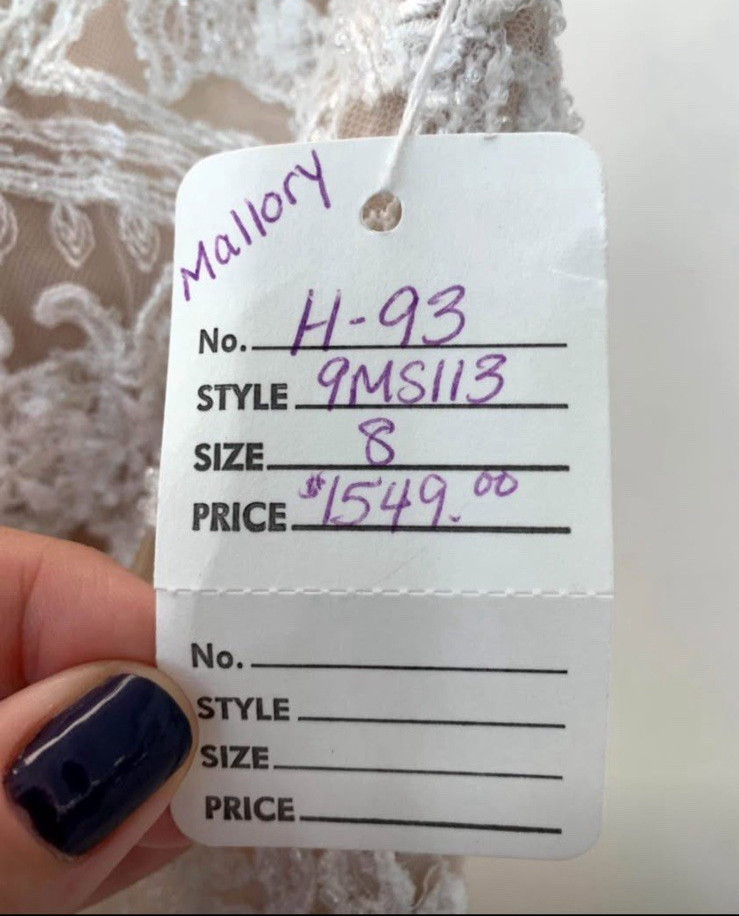 Mallory
No. H-93
STYLE 9MS113
SIZE 8
PRICE $1549.00
No.
STYLE
SIZE
PRICE